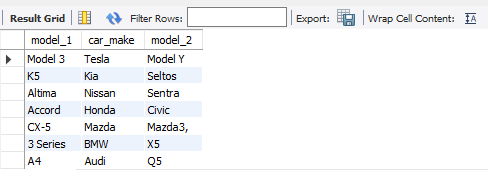 Result Grid Filter Rows: Export: Wrap Cell Content:
model_1 car_make model_2
Model 3 Tesla Model Y
K5 Kia Seltos
Altima Nissan Sentra
Accord Honda Civic
CX-5 Mazda Mazda3,
3 Series BMW X5
A4 Audi Q5